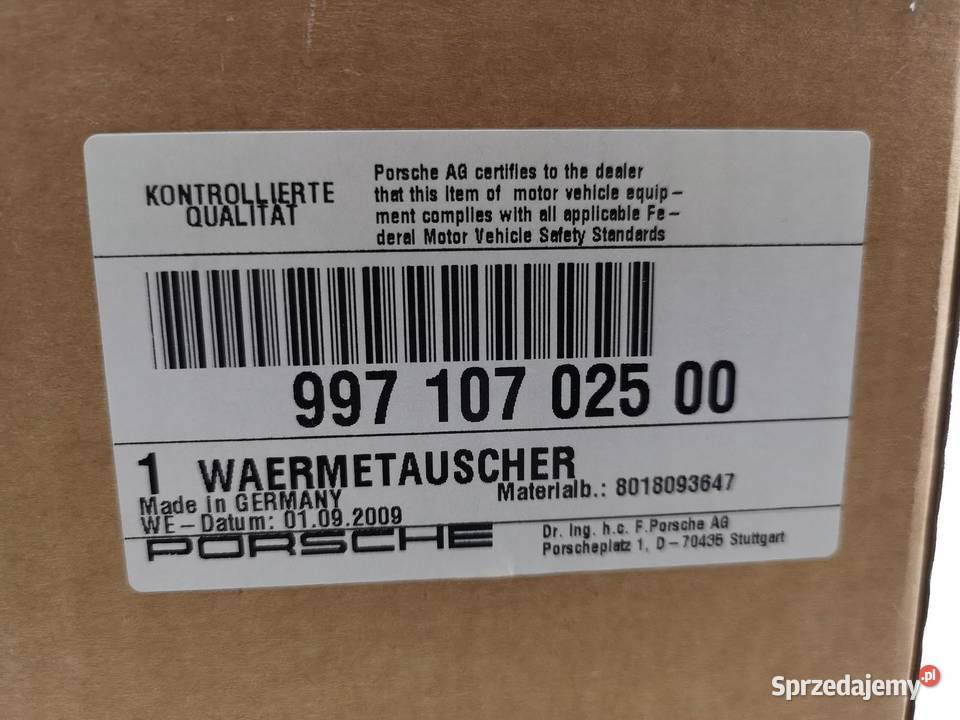 KONTROLLIERTE
QUALITÄT
Porsche AG certifies to the dealer
that this item of motor vehicle equip-
ment complies with all applicable Fe-
deral Motor Vehicle Safety Standards
997 107 025 00
1 WAERMETAUSCHER
Materialb.: 8018093647
Made in GERMANY
WE-Datum: 01.09.2009
PORSCHE
Dr. Ing. h.c. F.Porsche AG
Porscheplatz 1, D-70435 Stuttgart
Sprzedajemy.pl